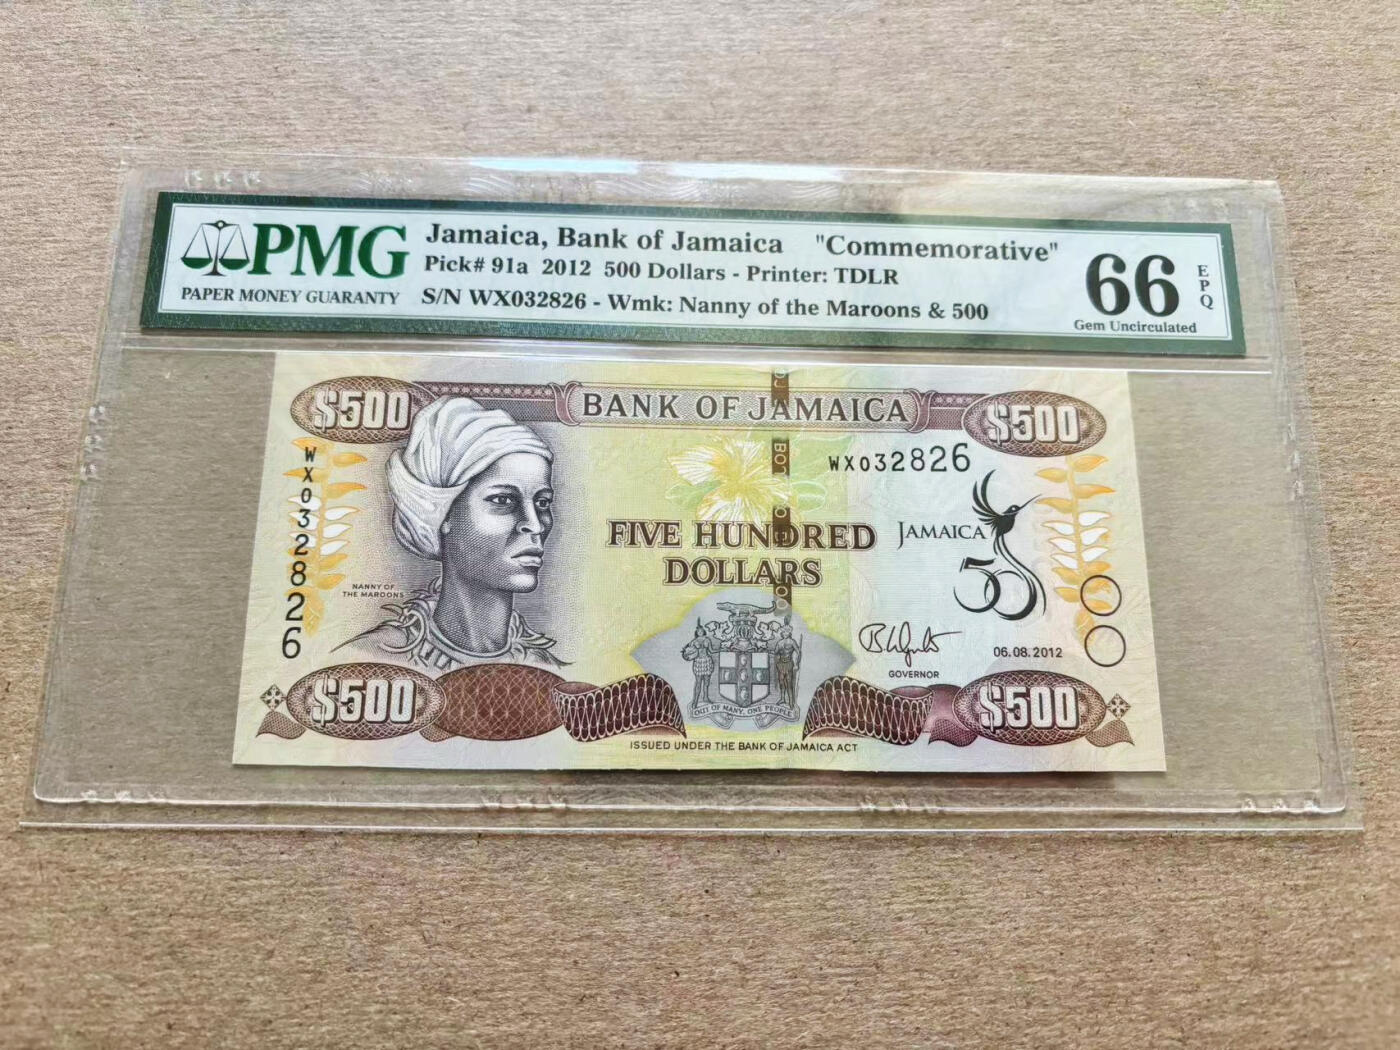 PMG
PAPER MONEY GUARANTY
Jamaica, Bank of Jamaica "Commemorative"
Pick# 91a 2012 500 Dollars - Printer: TDLR
S/N WX032826 - Wmk: Nanny of the Maroons & 500
66
EPQ
Gem Uncirculated
$500
BANK OF JAMAICA
$500
WX032826
WX032826
FIVE HUNDRED
DOLLARS
JAMAICA
50
NANNY OF
THE MAROONS
OUT OF MANY, ONE PEOPLE
GOVERNOR
06.08.2012
$500
$500
ISSUED UNDER THE BANK OF JAMAICA ACT